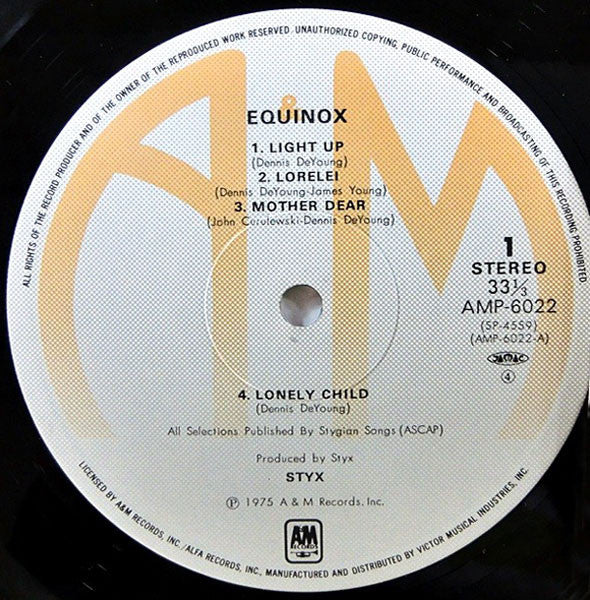 ALL RIGHTS OF THE RECORD PRODUCER AND OF THE OWNER OF THE REPRODUCED WORK RESERVED. UNAUTHORIZED COPYING, PUBLIC PERFORMANCE AND BROADCASTING OF THIS RECORDING PROHIBITED
EQUINOX
1. LIGHT UP
(Dennis DeYoung)
2. LORELEI
(Dennis DeYoung-James Young)
3. MOTHER DEAR
(John Curulewski-Dennis DeYoung)
1
STEREO
33⅓
AMP-6022
(SP-4559)
(AMP-6022-A)
JASRAC
④
4. LONELY CHILD
(Dennis DeYoung)
All Selections Published By Stygian Songs (ASCAP)
Produced by Styx
STYX
℗ 1975 A & M Records. Inc.
A&M
RECORDS
LICENSED BY A&M RECORDS, INC./ALFA RECORDS, INC., MANUFACTURED AND DISTRIBUTED BY VICTOR MUSICAL INDUSTRIES, INC.